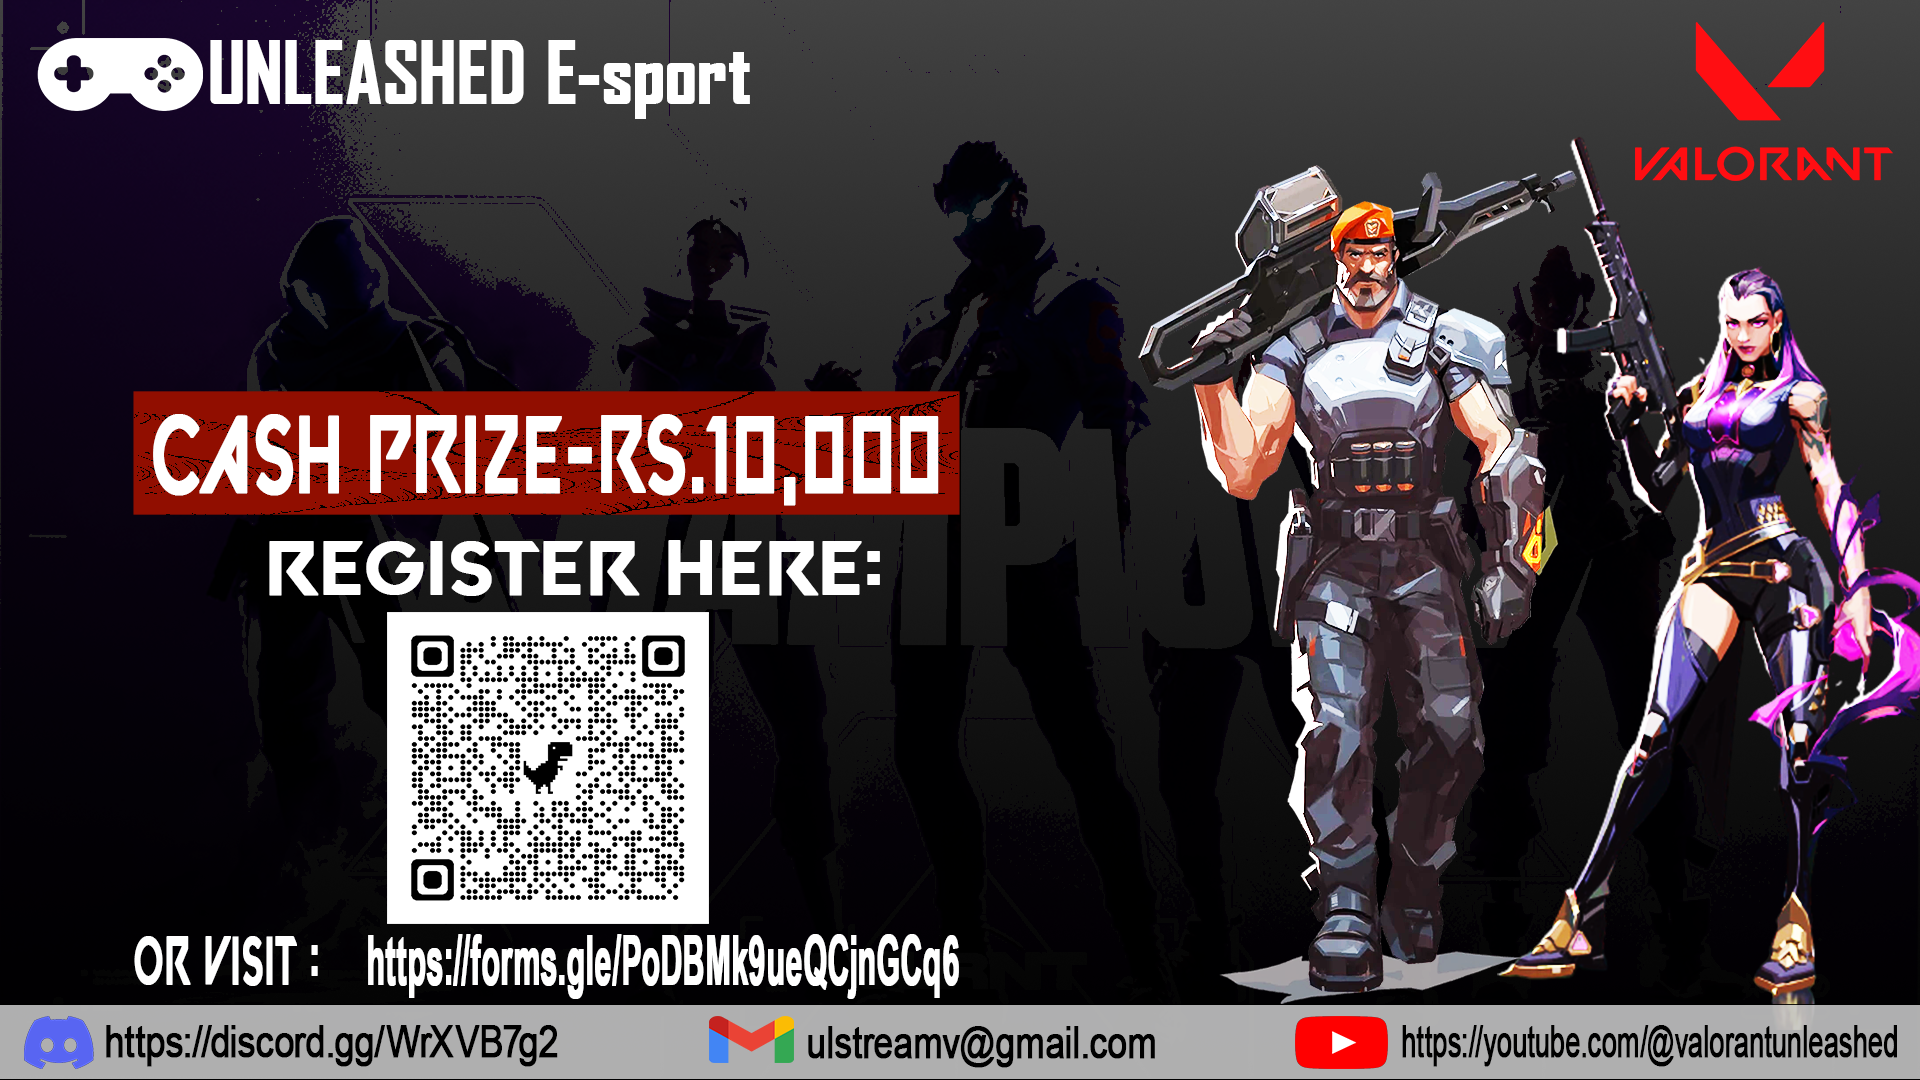 UNLEASHED E-sport
VALORANT
CASH PRIZE-RS.10,000
REGISTER HERE:
OR VISIT : https://forms.gle/PoDBMk9ueQCjnGCq6
https://discord.gg/WrXVB7g2
ulstreamv@gmail.com
https://youtube.com/@valorantunleashed